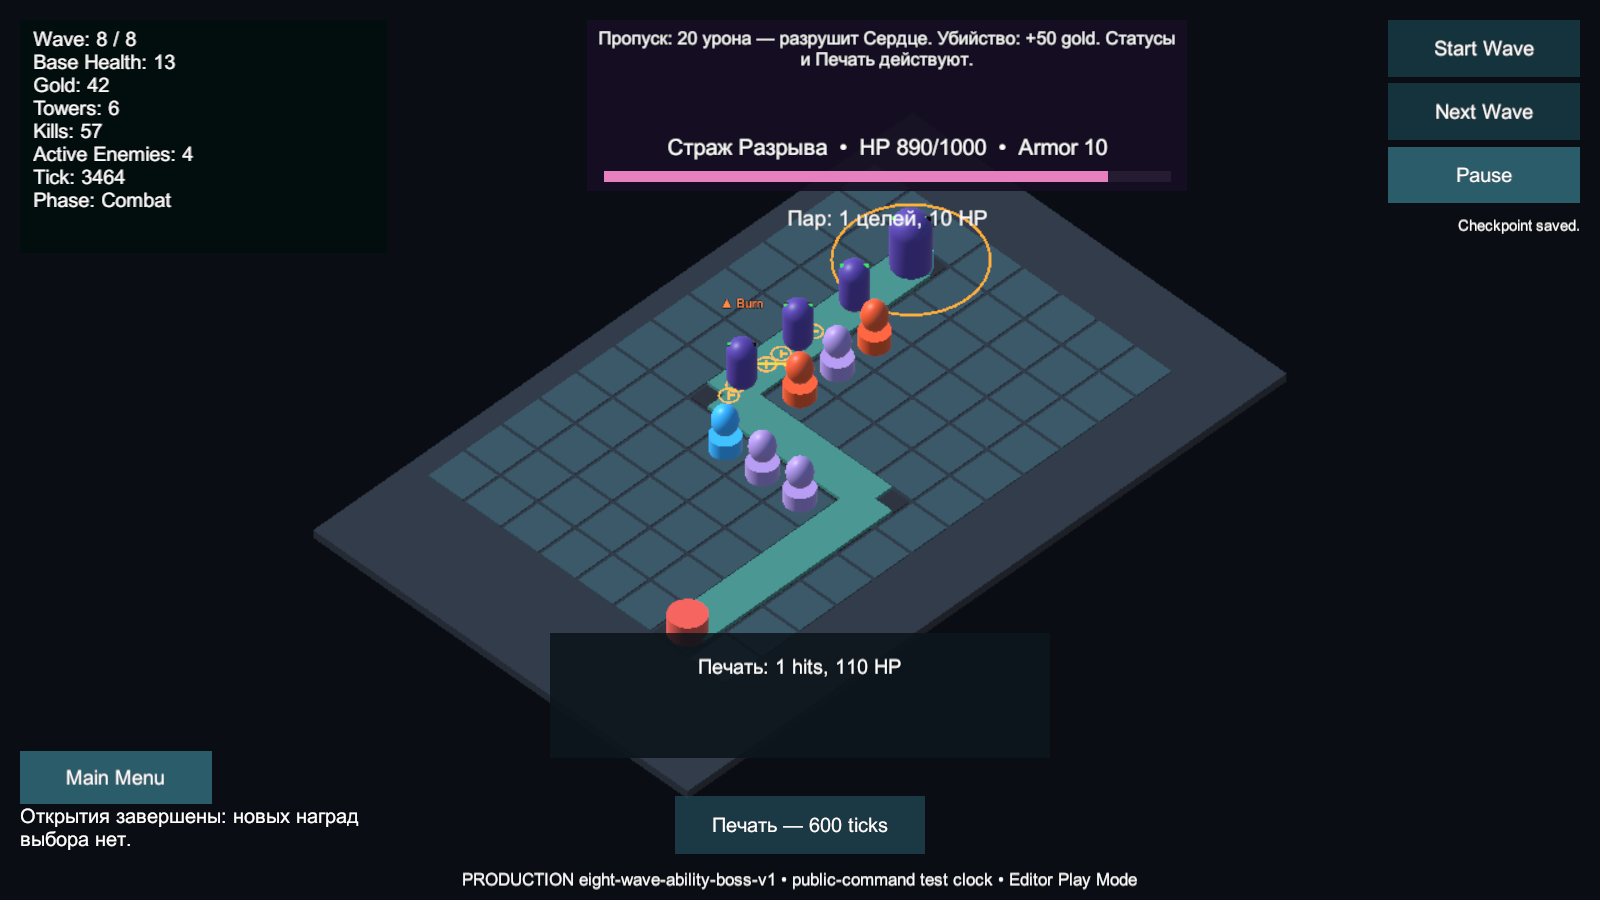 Wave: 8 / 8
Base Health: 13
Gold: 42
Towers: 6
Kills: 57
Active Enemies: 4
Tick: 3464
Phase: Combat
Пропуск: 20 урона — разрушит Сердце. Убийство: +50 gold. Статусы
и Печать действуют.
Страж Разрыва • HP 890/1000 • Armor 10
Start Wave
Next Wave
Pause
Checkpoint saved.
Пар: 1 целей, 10 HP
▲ Burn
Печать: 1 hits, 110 HP
Main Menu
Открытия завершены: новых наград
выбора нет.
Печать — 600 ticks
PRODUCTION eight-wave-ability-boss-v1 • public-command test clock • Editor Play Mode